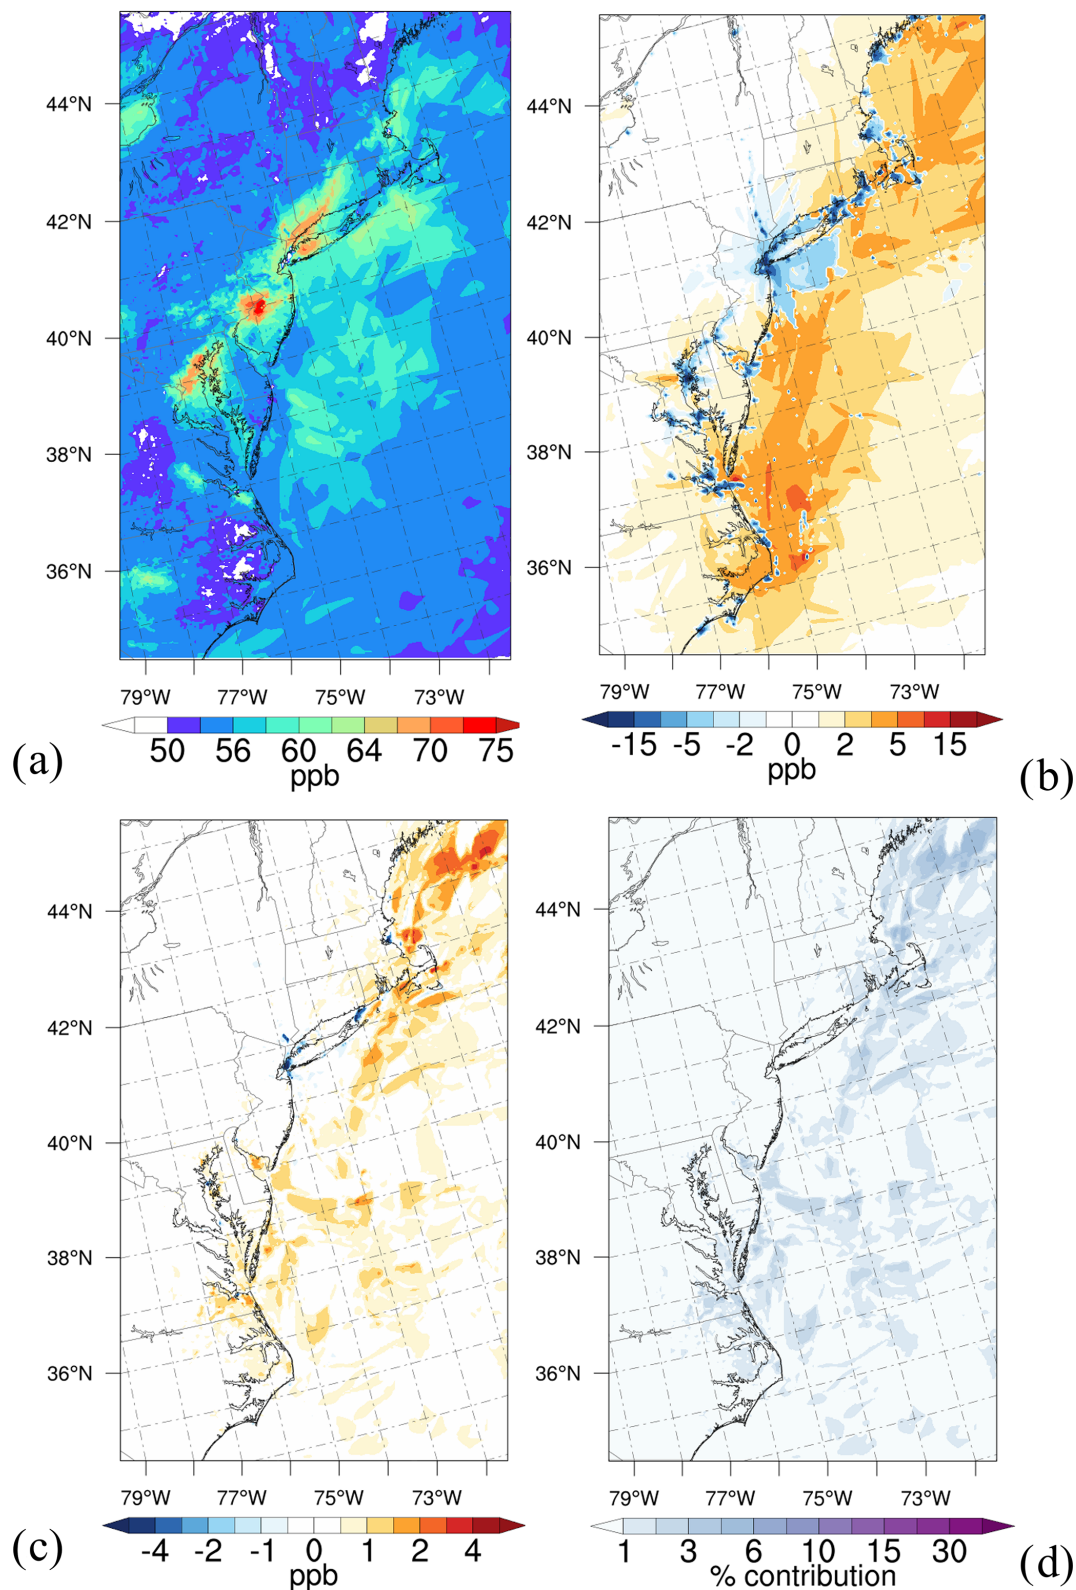 44°N
42°N
40°N
38°N
36°N
79°W 77°W 75°W 73°W
50 56 60 64 70 75
ppb
(a)
44°N
42°N
40°N
38°N
36°N
79°W 77°W 75°W 73°W
-15 -5 -2 0 2 5 15
ppb
(b)
44°N
42°N
40°N
38°N
36°N
79°W 77°W 75°W 73°W
-4 -2 -1 0 1 2 4
ppb
(c)
44°N
42°N
40°N
38°N
36°N
79°W 77°W 75°W 73°W
1 3 6 10 15 30
% contribution
(d)